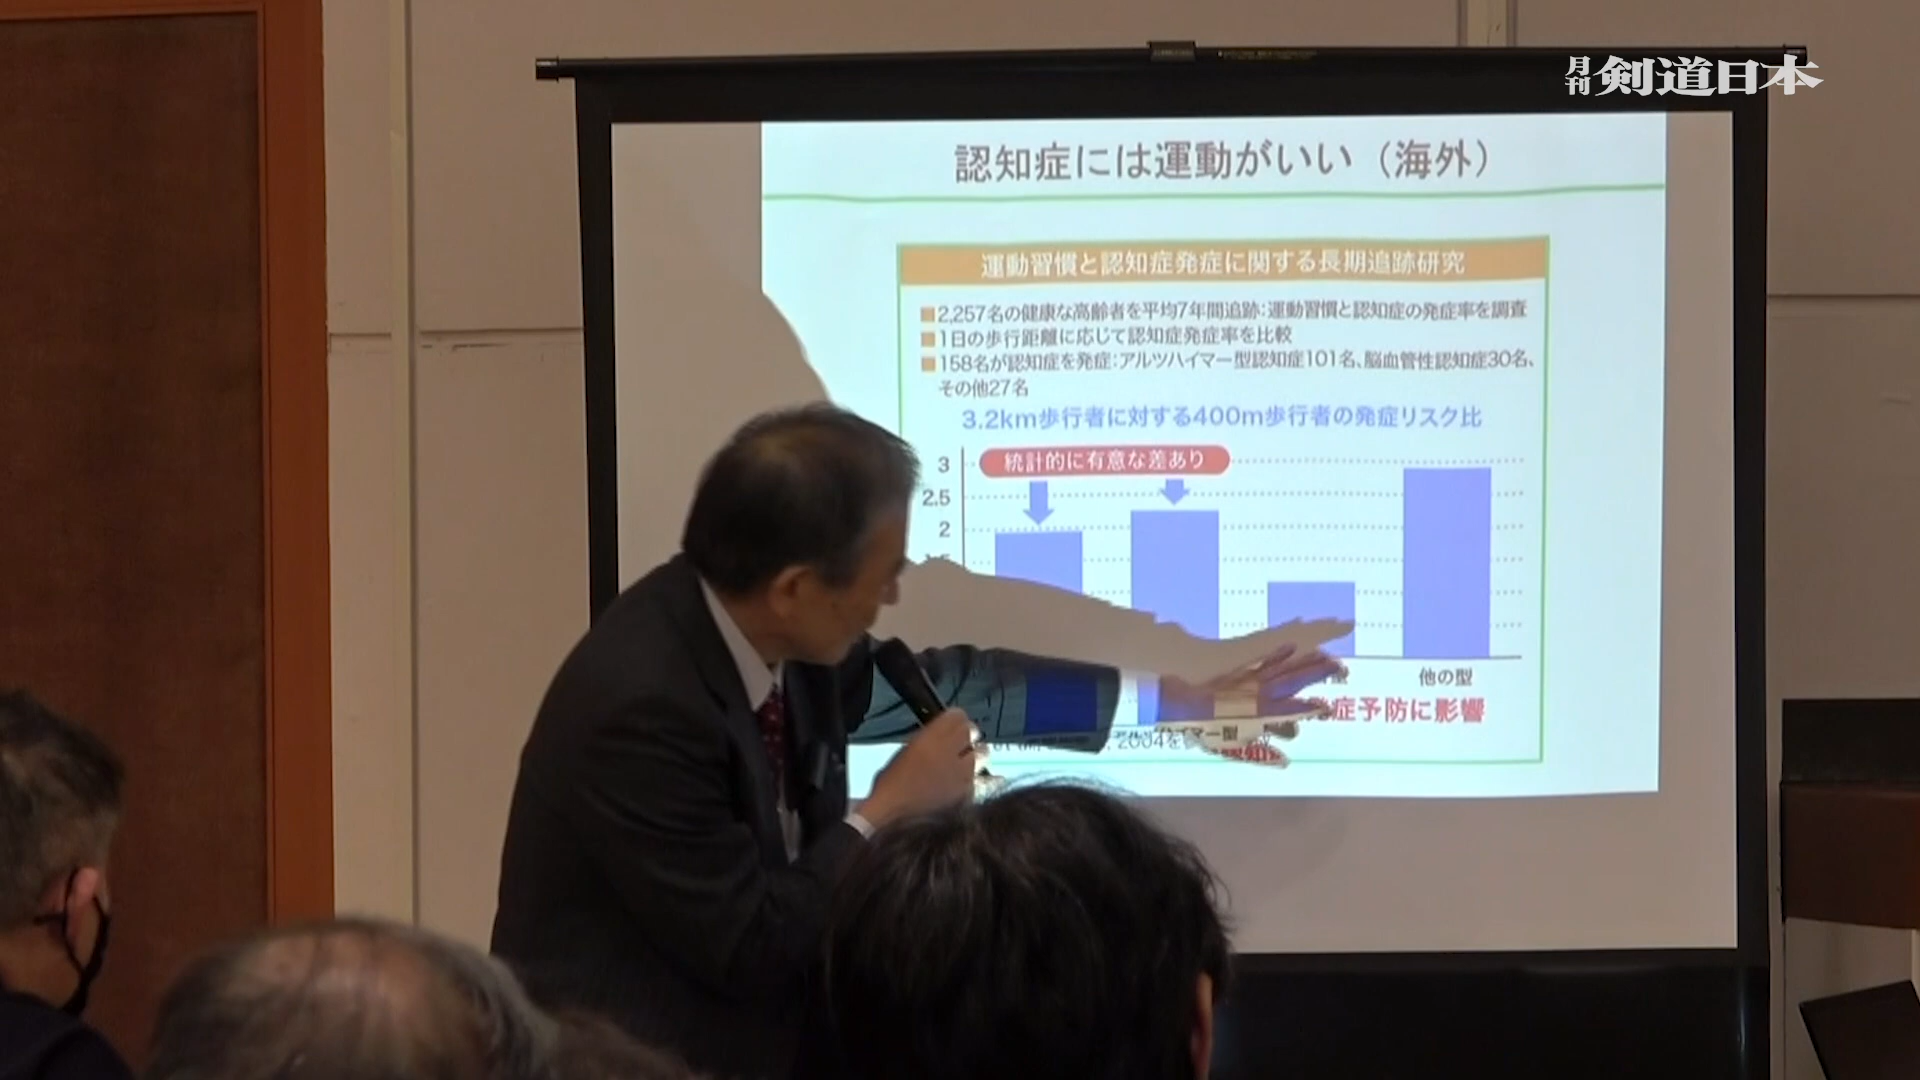 月刊 剣道日本
認知症には運動がいい（海外）
運動習慣と認知症発症に関する長期追跡研究
■2,257名の健康な高齢者を平均7年間追跡：運動習慣と認知症の発症率を調査
■1日の歩行距離に応じて認知症発症率を比較
■158名が認知症を発症：アルツハイマー型認知症101名、脳血管性認知症30名、
その他27名
3.2km歩行者に対する400m歩行者の発症リスク比
統計的に有意な差あり
3
2.5
2
他の型
発症予防に影響
マー型
2004を